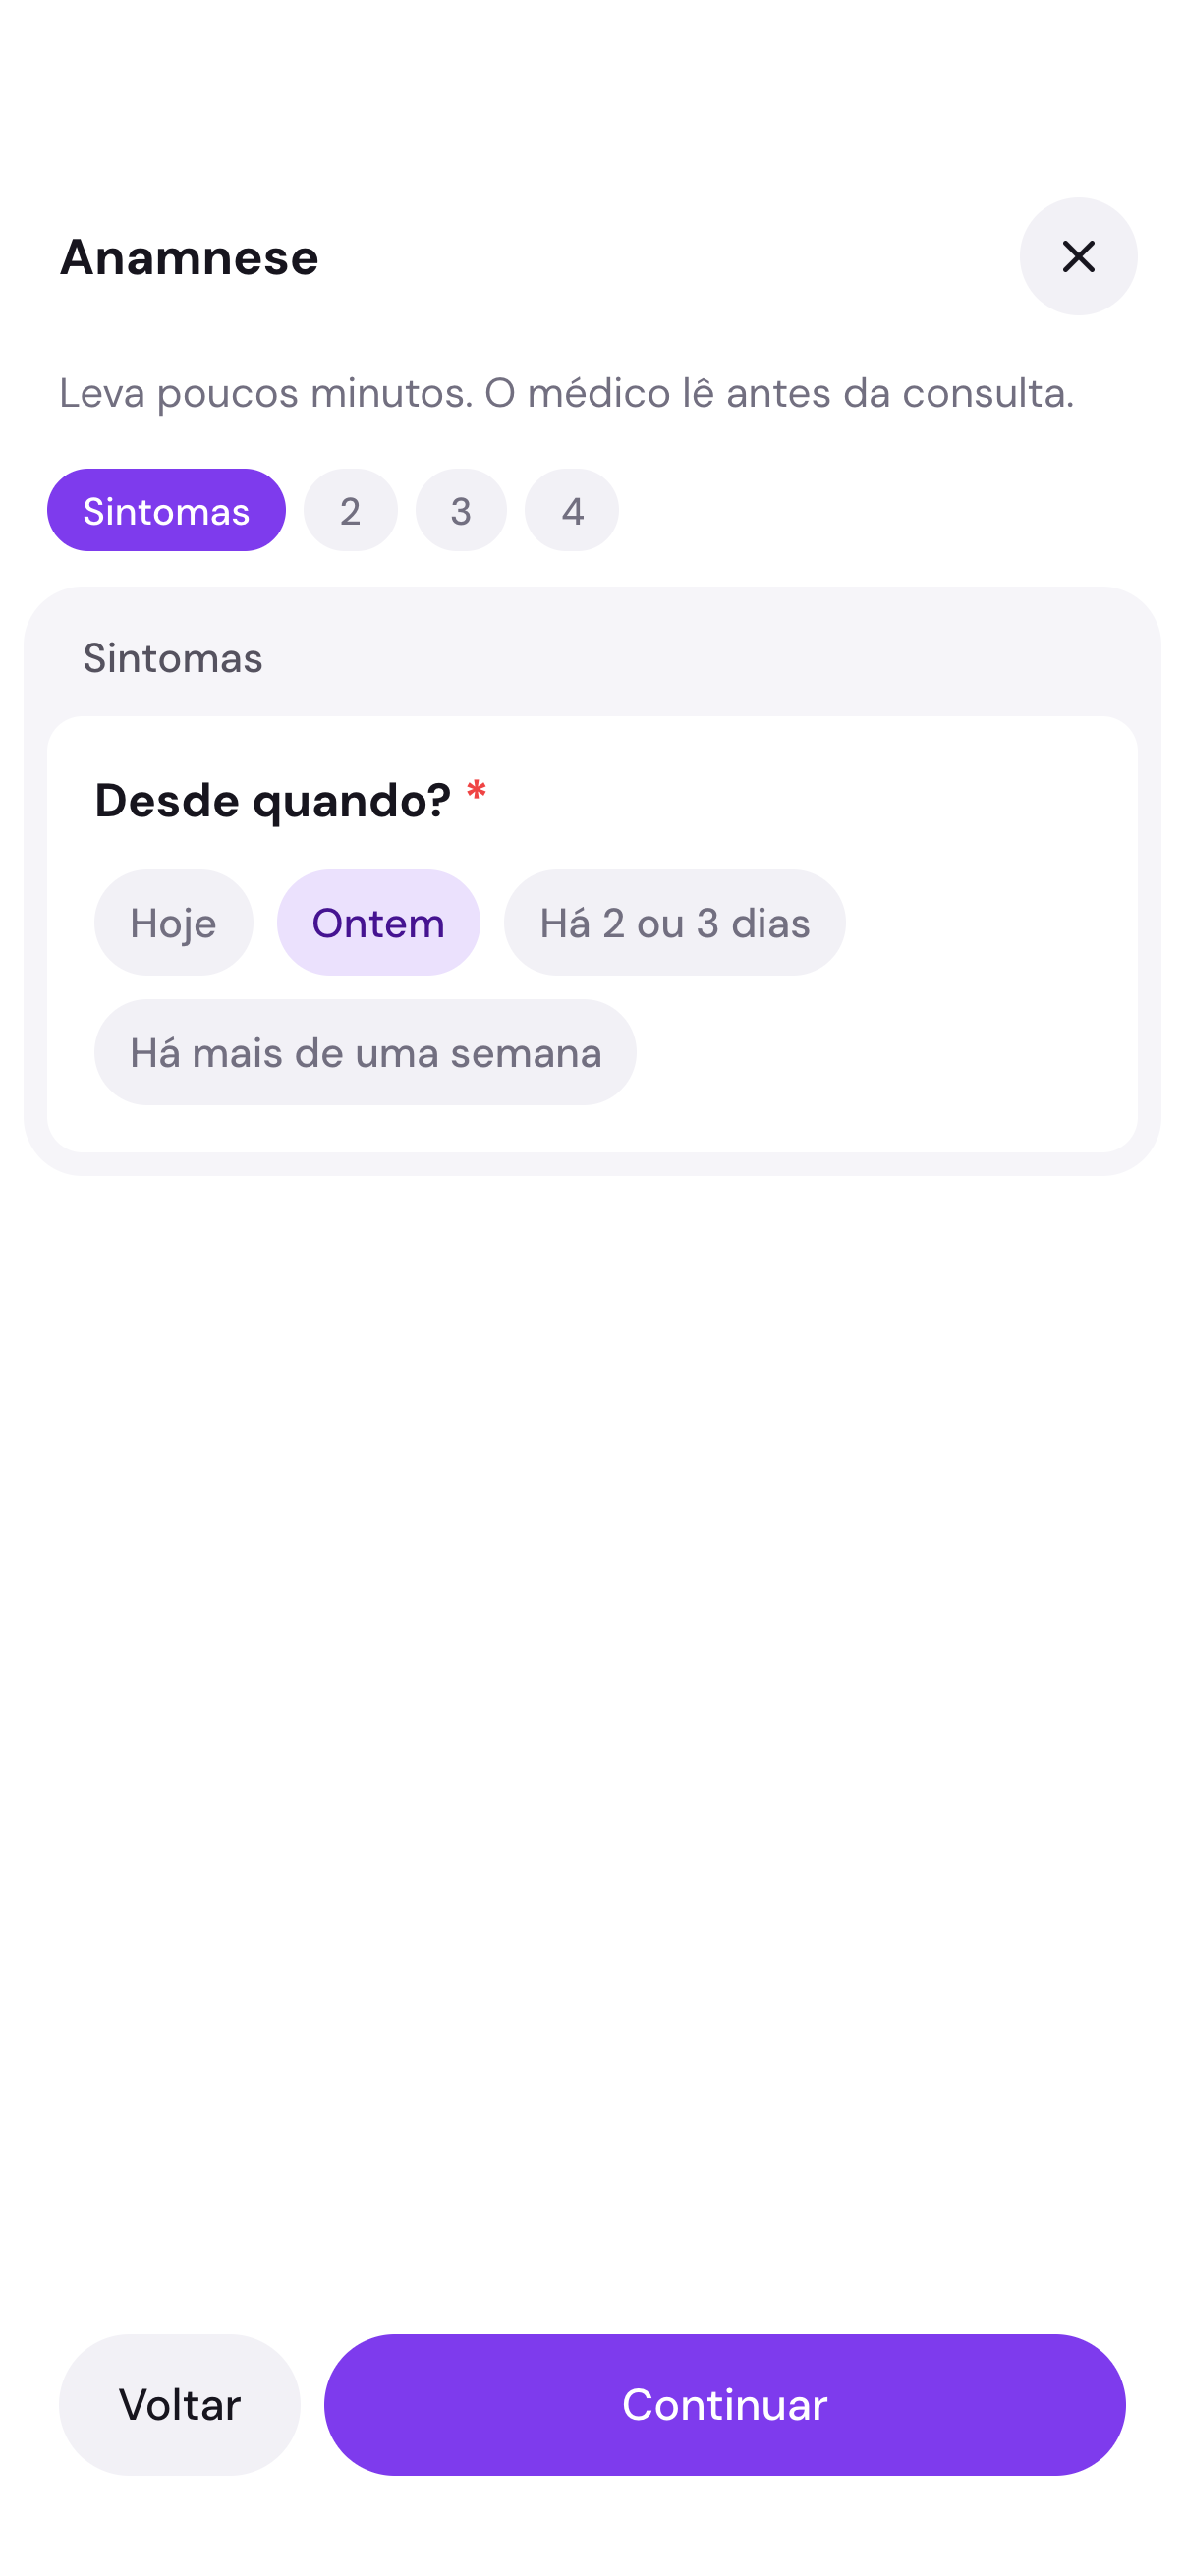 Anamnese
Leva poucos minutos. O médico lê antes da consulta.
Sintomas 2 3 4
Sintomas
Desde quando? *
Hoje Ontem Há 2 ou 3 dias
Há mais de uma semana
Voltar Continuar